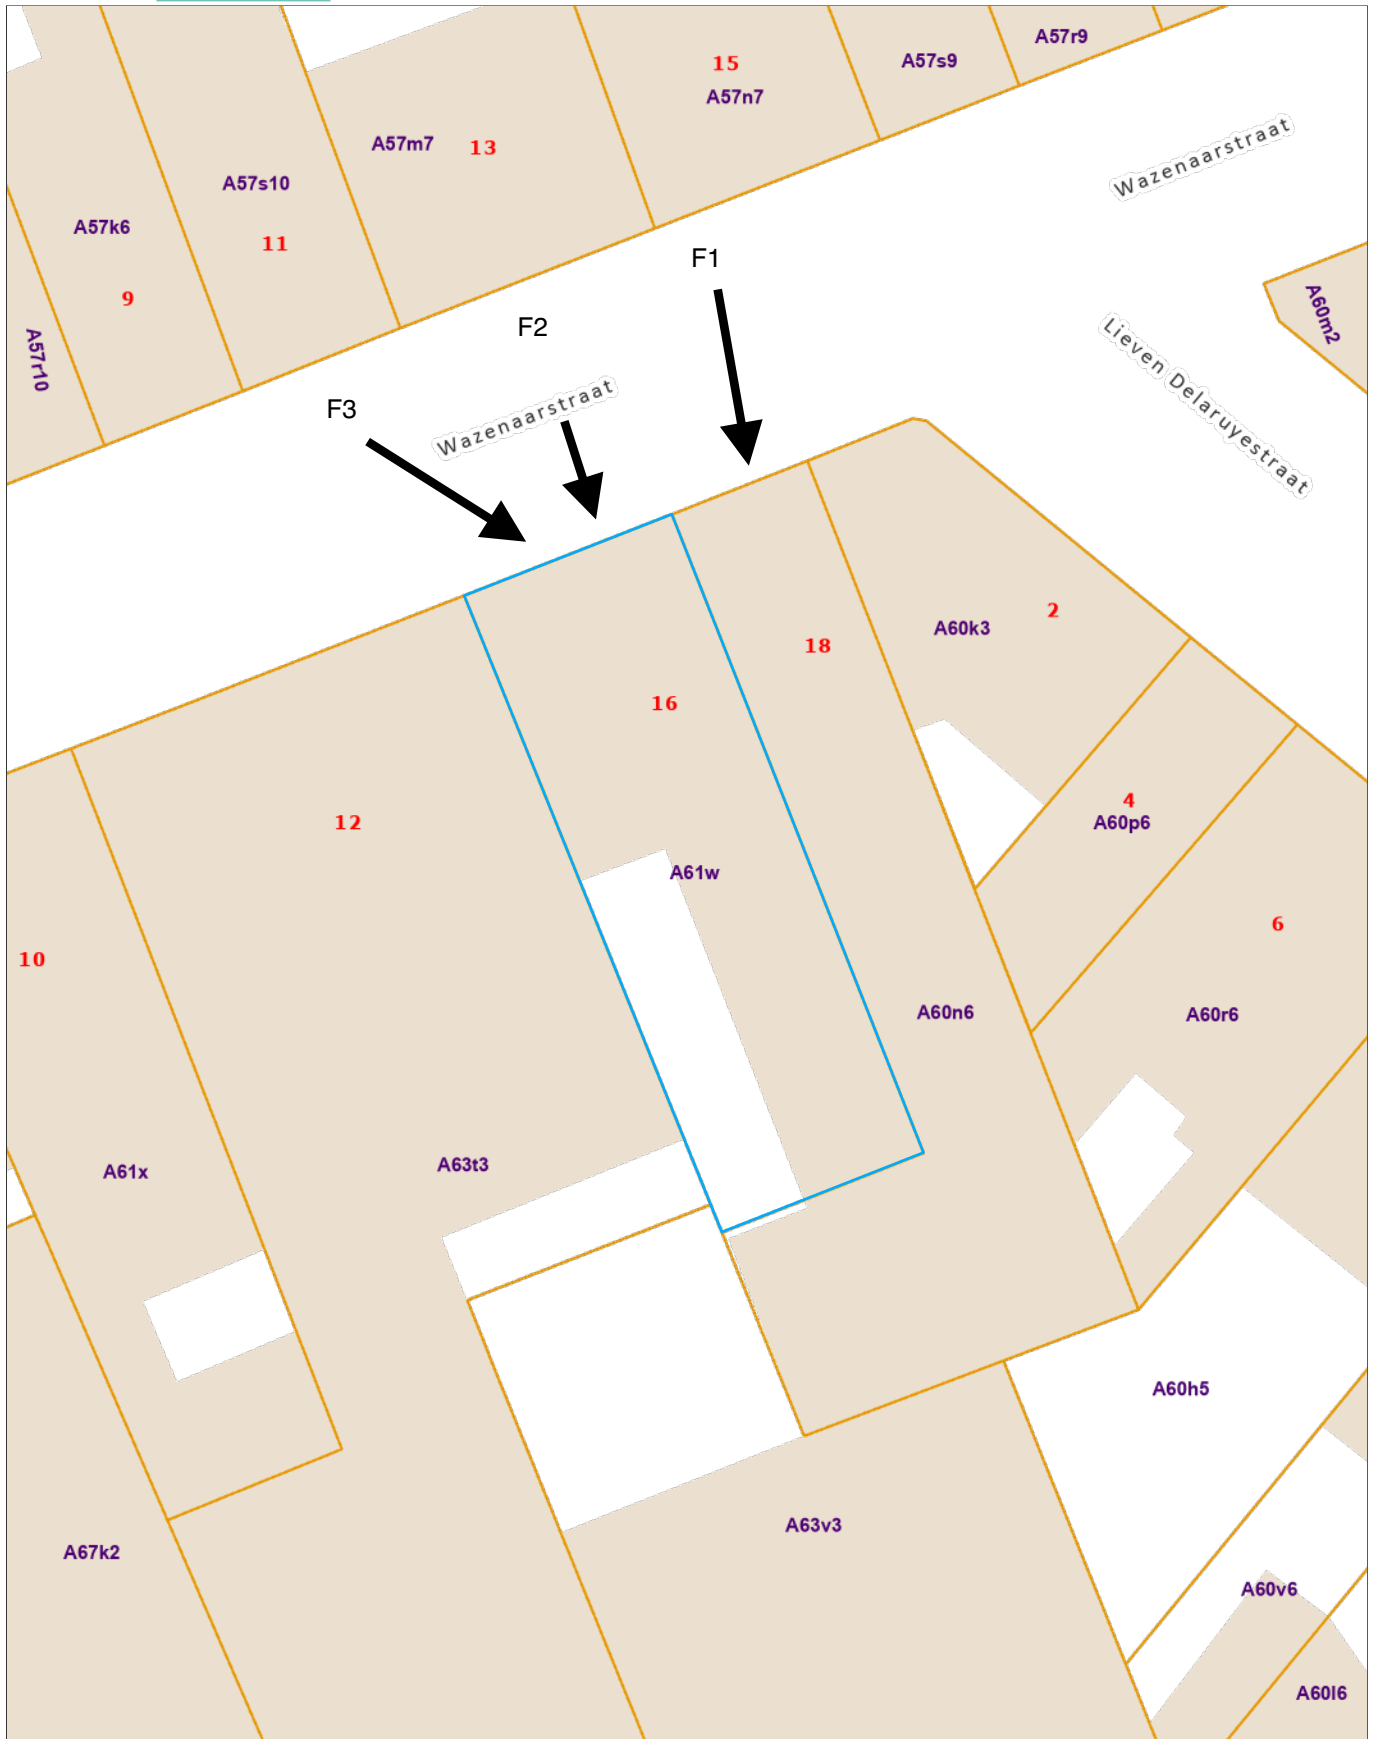 A57r9
A57s9
15
A57n7
A57m7
13
Wazenaarstraat
A57s10
11
A57k6
9
A57r10
F1
F2
F3
Wazenaarstraat
A60m2
Lieven Delaruyestraat
2
A60k3
18
16
4
A60p6
12
A61w
6
10
A60n6
A60r6
A63t3
A61x
A60h5
A63v3
A67k2
A60v6
A60l6